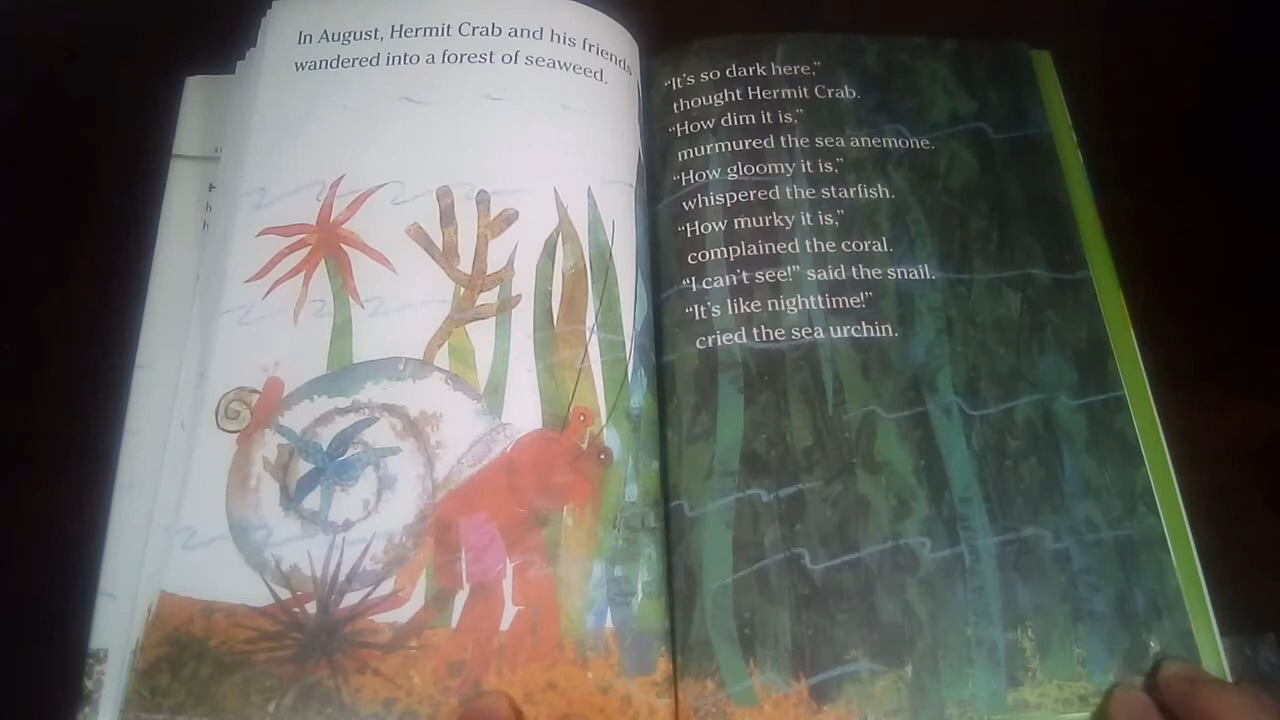 In August, Hermit Crab and his friends
wandered into a forest of seaweed.
“It’s so dark here,”
thought Hermit Crab.
“How dim it is,”
murmured the sea anemone.
“How gloomy it is,”
whispered the starfish.
“How murky it is,”
complained the coral.
“I can’t see!” said the snail.
“It’s like nighttime!”
cried the sea urchin.